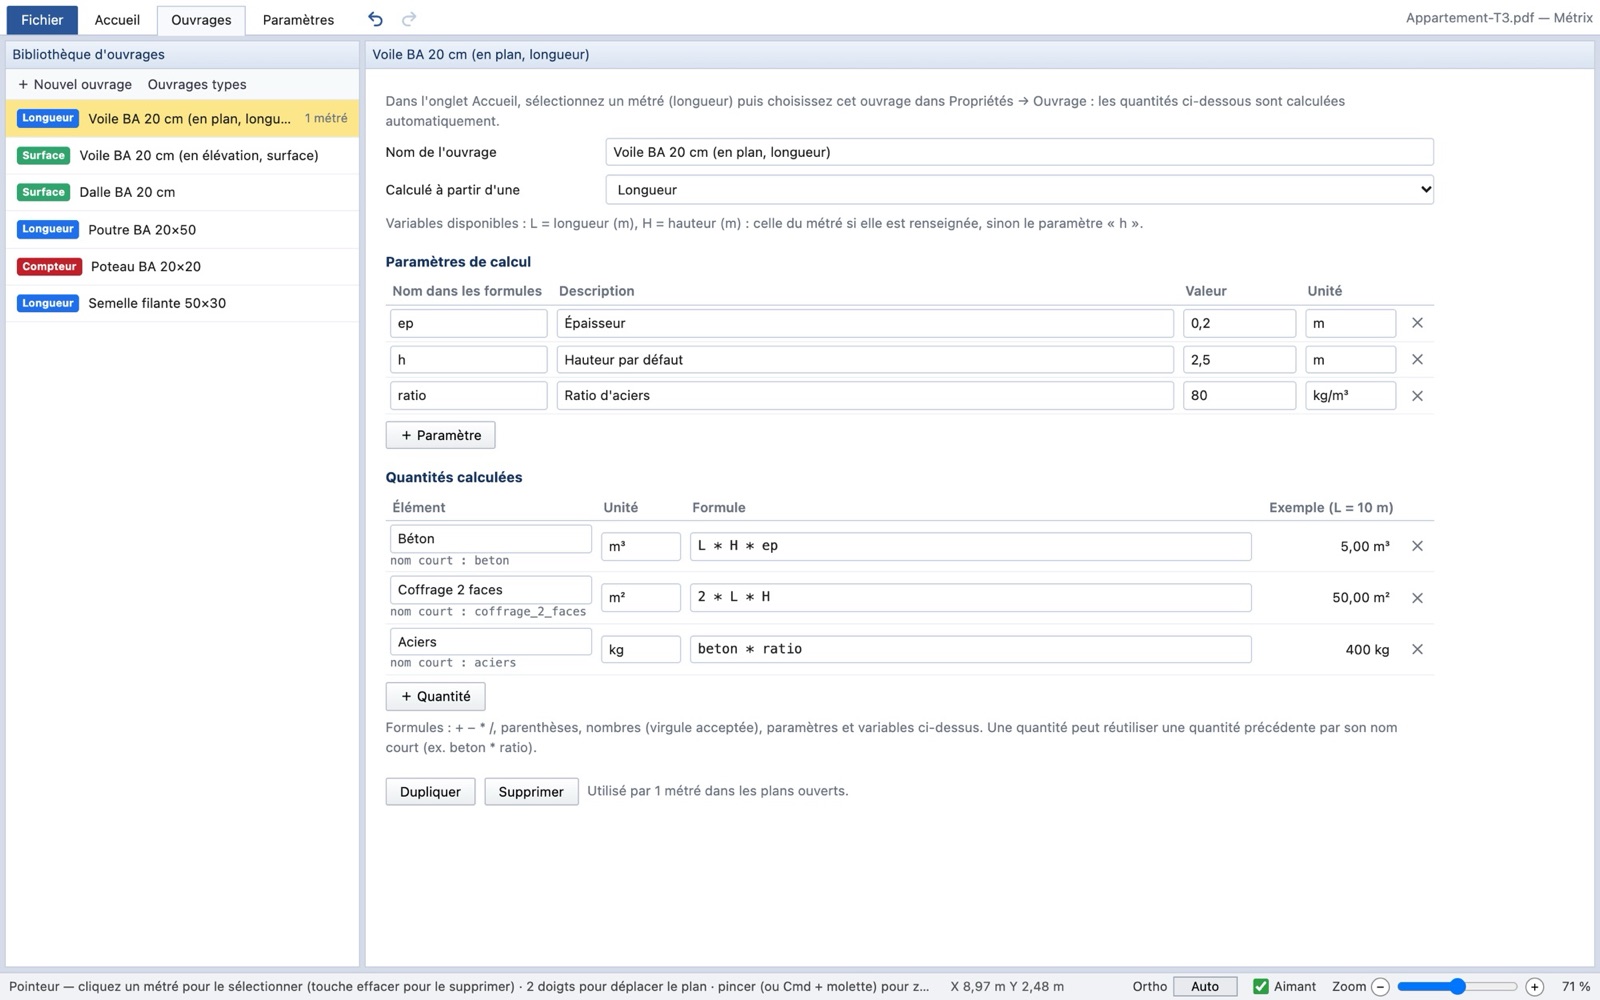 Fichier Accueil Ouvrages Paramètres Appartement-T3.pdf — Métrix
Bibliothèque d'ouvrages
+ Nouvel ouvrage Ouvrages types
Longueur Voile BA 20 cm (en plan, longu... 1 métré
Surface Voile BA 20 cm (en élévation, surface)
Surface Dalle BA 20 cm
Longueur Poutre BA 20×50
Compteur Poteau BA 20×20
Longueur Semelle filante 50×30
Voile BA 20 cm (en plan, longueur)
Dans l'onglet Accueil, sélectionnez un métré (longueur) puis choisissez cet ouvrage dans Propriétés → Ouvrage : les quantités ci-dessous sont calculées
automatiquement.
Nom de l'ouvrage Voile BA 20 cm (en plan, longueur)
Calculé à partir d'une Longueur
Variables disponibles : L = longueur (m), H = hauteur (m) : celle du métré si elle est renseignée, sinon le paramètre « h ».
Paramètres de calcul
Nom dans les formules Description Valeur Unité
ep Épaisseur 0,2 m ×
h Hauteur par défaut 2,5 m ×
ratio Ratio d'aciers 80 kg/m³ ×
+ Paramètre
Quantités calculées
Élément Unité Formule Exemple (L = 10 m)
Béton m³ L * H * ep 5,00 m³ ×
nom court : beton
Coffrage 2 faces m² 2 * L * H 50,00 m² ×
nom court : coffrage_2_faces
Aciers kg beton * ratio 400 kg ×
nom court : aciers
+ Quantité
Formules : + − * /, parenthèses, nombres (virgule acceptée), paramètres et variables ci-dessus. Une quantité peut réutiliser une quantité précédente par son nom
court (ex. beton * ratio).
Dupliquer Supprimer Utilisé par 1 métré dans les plans ouverts.
Pointeur — cliquez un métré pour le sélectionner (touche effacer pour le supprimer) · 2 doigts pour déplacer le plan · pincer (ou Cmd + molette) pour z... X 8,97 m Y 2,48 m Ortho Auto Aimant Zoom − + 71 %